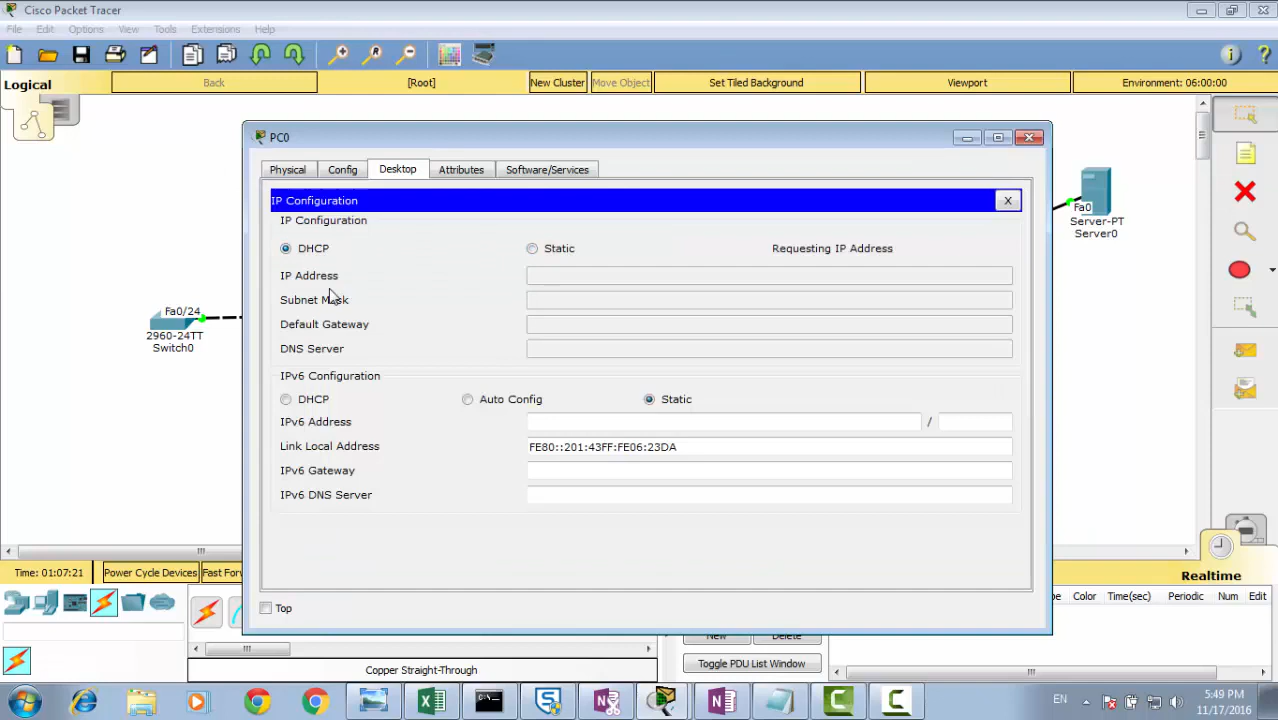 Cisco Packet Tracer
File Edit Options View Tools Extensions Help
Logical
Back
[Root]
New Cluster
Move Object
Set Tiled Background
Viewport
Environment: 06:00:00
PC0
Physical Config Desktop Attributes Software/Services
IP Configuration X
IP Configuration
DHCP Static Requesting IP Address
IP Address
Subnet Mask
Default Gateway
DNS Server
IPv6 Configuration
DHCP Auto Config Static
IPv6 Address /
Link Local Address FE80::201:43FF:FE06:23DA
IPv6 Gateway
IPv6 DNS Server
Top
Fa0/24
2960-24TT
Switch0
Fa0
Server-PT
Server0
Time: 01:07:21 Power Cycle Devices Fast For
Realtime
Color Time(sec) Periodic Num Edit
New Delete
Toggle PDU List Window
Copper Straight-Through
EN
5:49 PM
11/17/2016